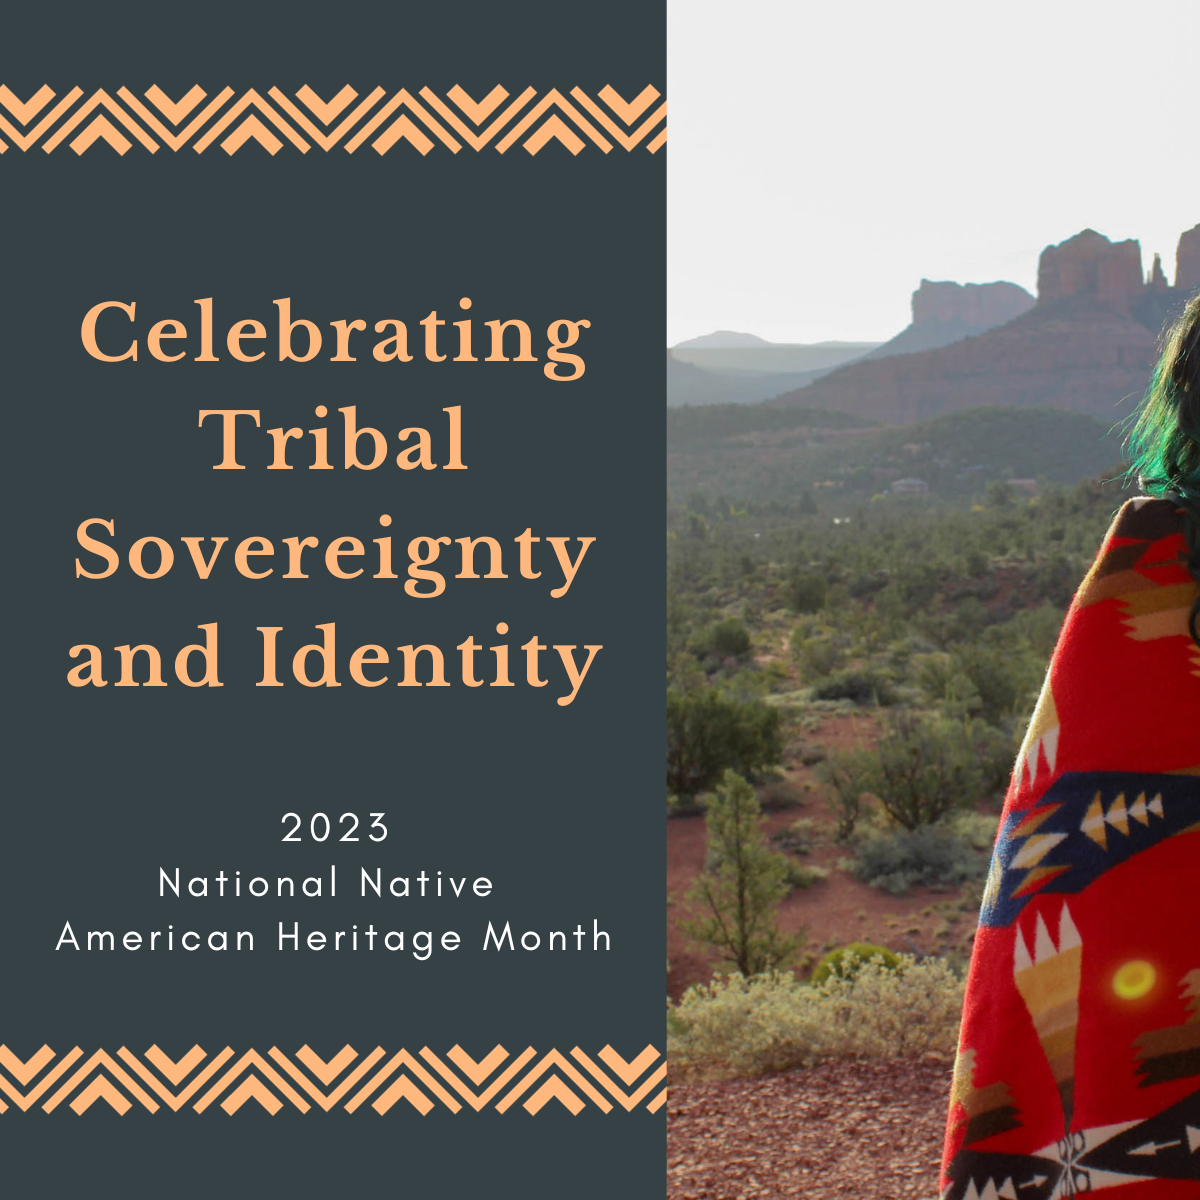 Celebrating
Tribal
Sovereignty
and Identity
2023
National Native
American Heritage Month